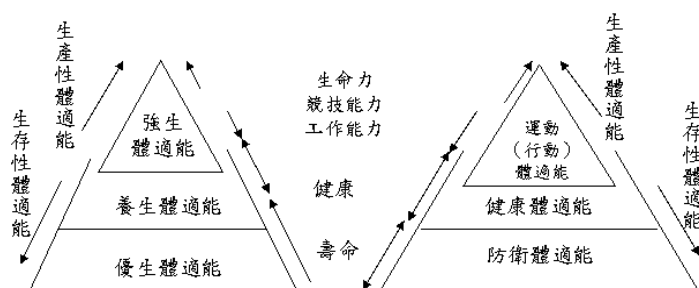 生產性體適能
生存性體適能
強生
體適能
養生體適能
優生體適能
生命力
競技能力
工作能力
健康
壽命
運動
(行動)
體適能
健康體適能
防衛體適能
生產性體適能
生存性體適能